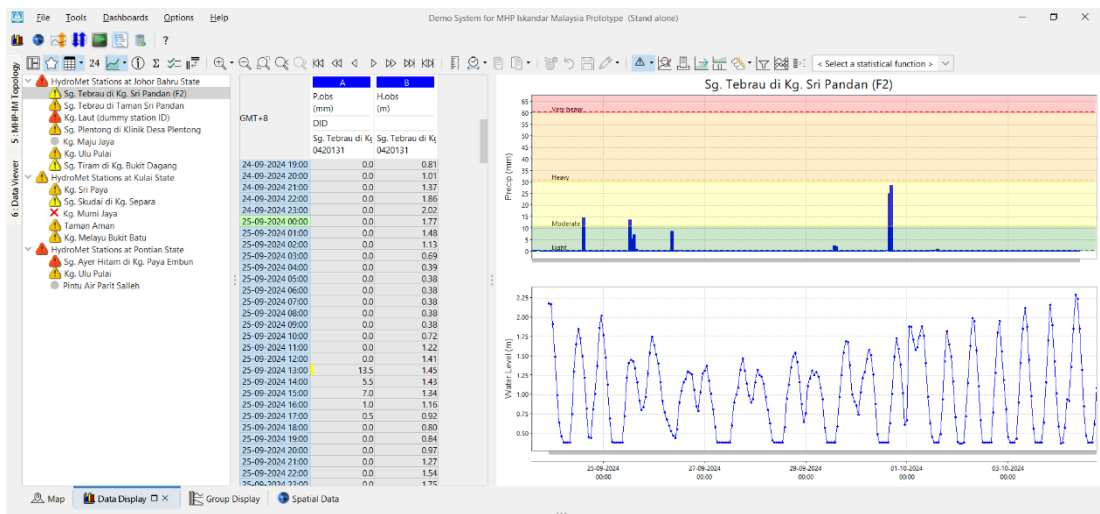 File Tools Dashboards Options Help
Demo System for MHP Iskandar Malaysia Prototype (Stand alone)
?
24
Σ
< Select a statistical function >
5 : MHP-IM Topology
6 : Data Viewer
HydroMet Stations at Johor Bahru State
Sg. Tebrau di Kg. Sri Pandan (F2)
Sg. Tebrau di Taman Sri Pandan
Kg. Laut (dummy station ID)
Sg. Plentong di Klinik Desa Plentong
Kg. Maju Jaya
Kg. Ulu Pulai
Sg. Tiram di Kg. Bukit Dagang
HydroMet Stations at Kulai State
Kg. Sri Paya
Sg. Skudai di Kg. Separa
Kg. Murni Jaya
Taman Aman
Kg. Melayu Bukit Batu
HydroMet Stations at Pontian State
Sg. Ayer Hitam di Kg. Paya Embun
Kg. Ulu Pulai
Pintu Air Parit Salleh
A B
P.obs H.obs
(mm) (m)
GMT+8
DID
Sg. Tebrau di Kg Sg. Tebrau di Kg
0420131 0420131
24-09-2024 19:00 0.0 0.81
24-09-2024 20:00 0.0 1.01
24-09-2024 21:00 0.0 1.37
24-09-2024 22:00 0.0 1.86
24-09-2024 23:00 0.0 2.02
25-09-2024 00:00 0.0 1.77
25-09-2024 01:00 0.0 1.48
25-09-2024 02:00 0.0 1.13
25-09-2024 03:00 0.0 0.69
25-09-2024 04:00 0.0 0.39
25-09-2024 05:00 0.0 0.38
25-09-2024 06:00 0.0 0.38
25-09-2024 07:00 0.0 0.38
25-09-2024 08:00 0.0 0.38
25-09-2024 09:00 0.0 0.38
25-09-2024 10:00 0.0 0.72
25-09-2024 11:00 0.0 1.22
25-09-2024 12:00 0.0 1.41
25-09-2024 13:00 13.5 1.45
25-09-2024 14:00 5.5 1.43
25-09-2024 15:00 7.0 1.34
25-09-2024 16:00 1.0 1.16
25-09-2024 17:00 0.5 0.92
25-09-2024 18:00 0.0 0.80
25-09-2024 19:00 0.0 0.84
25-09-2024 20:00 0.0 0.97
25-09-2024 21:00 0.0 1.27
25-09-2024 22:00 0.0 1.54
25-09-2024 23:00 0.0 1.75
Sg. Tebrau di Kg. Sri Pandan (F2)
Precip (mm)
65
60
55
50
45
40
35
30
25
20
15
10
5
0
Very heavy
Heavy
Moderate
Light
Water Level (m)
2.25
2.00
1.75
1.50
1.25
1.00
0.75
0.50
25-09-2024 27-09-2024 29-09-2024 01-10-2024 03-10-2024
00:00 00:00 00:00 00:00 00:00
Map Data Display Group Display Spatial Data